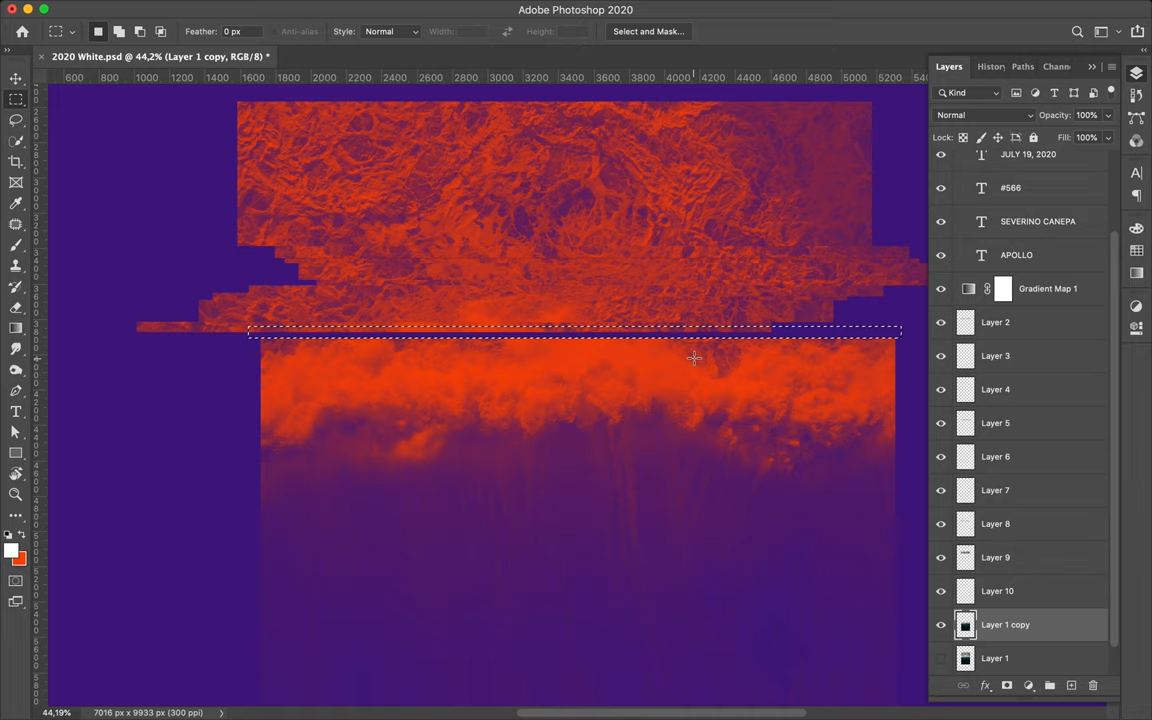 Adobe Photoshop 2020
Feather: 0 px
Anti-alias
Style: Normal
Width:
Height:
Select and Mask...
2020 White.psd @ 44,2% (Layer 1 copy, RGB/8) *
600 800 1000 1200 1400 1600 1800 2000 2200 2400 2600 2800 3000 3200 3400 3600 3800 4000 4200 4400 4600 4800 5000 5200
Layers
History
Paths
Chann
Kind
Normal
Opacity: 100%
Lock:
Fill: 100%
JULY 19, 2020
#566
SEVERINO CANEPA
APOLLO
Gradient Map 1
Layer 2
Layer 3
Layer 4
Layer 5
Layer 6
Layer 7
Layer 8
Layer 9
Layer 10
Layer 1 copy
Layer 1
44,19%
7016 px x 9933 px (300 ppi)